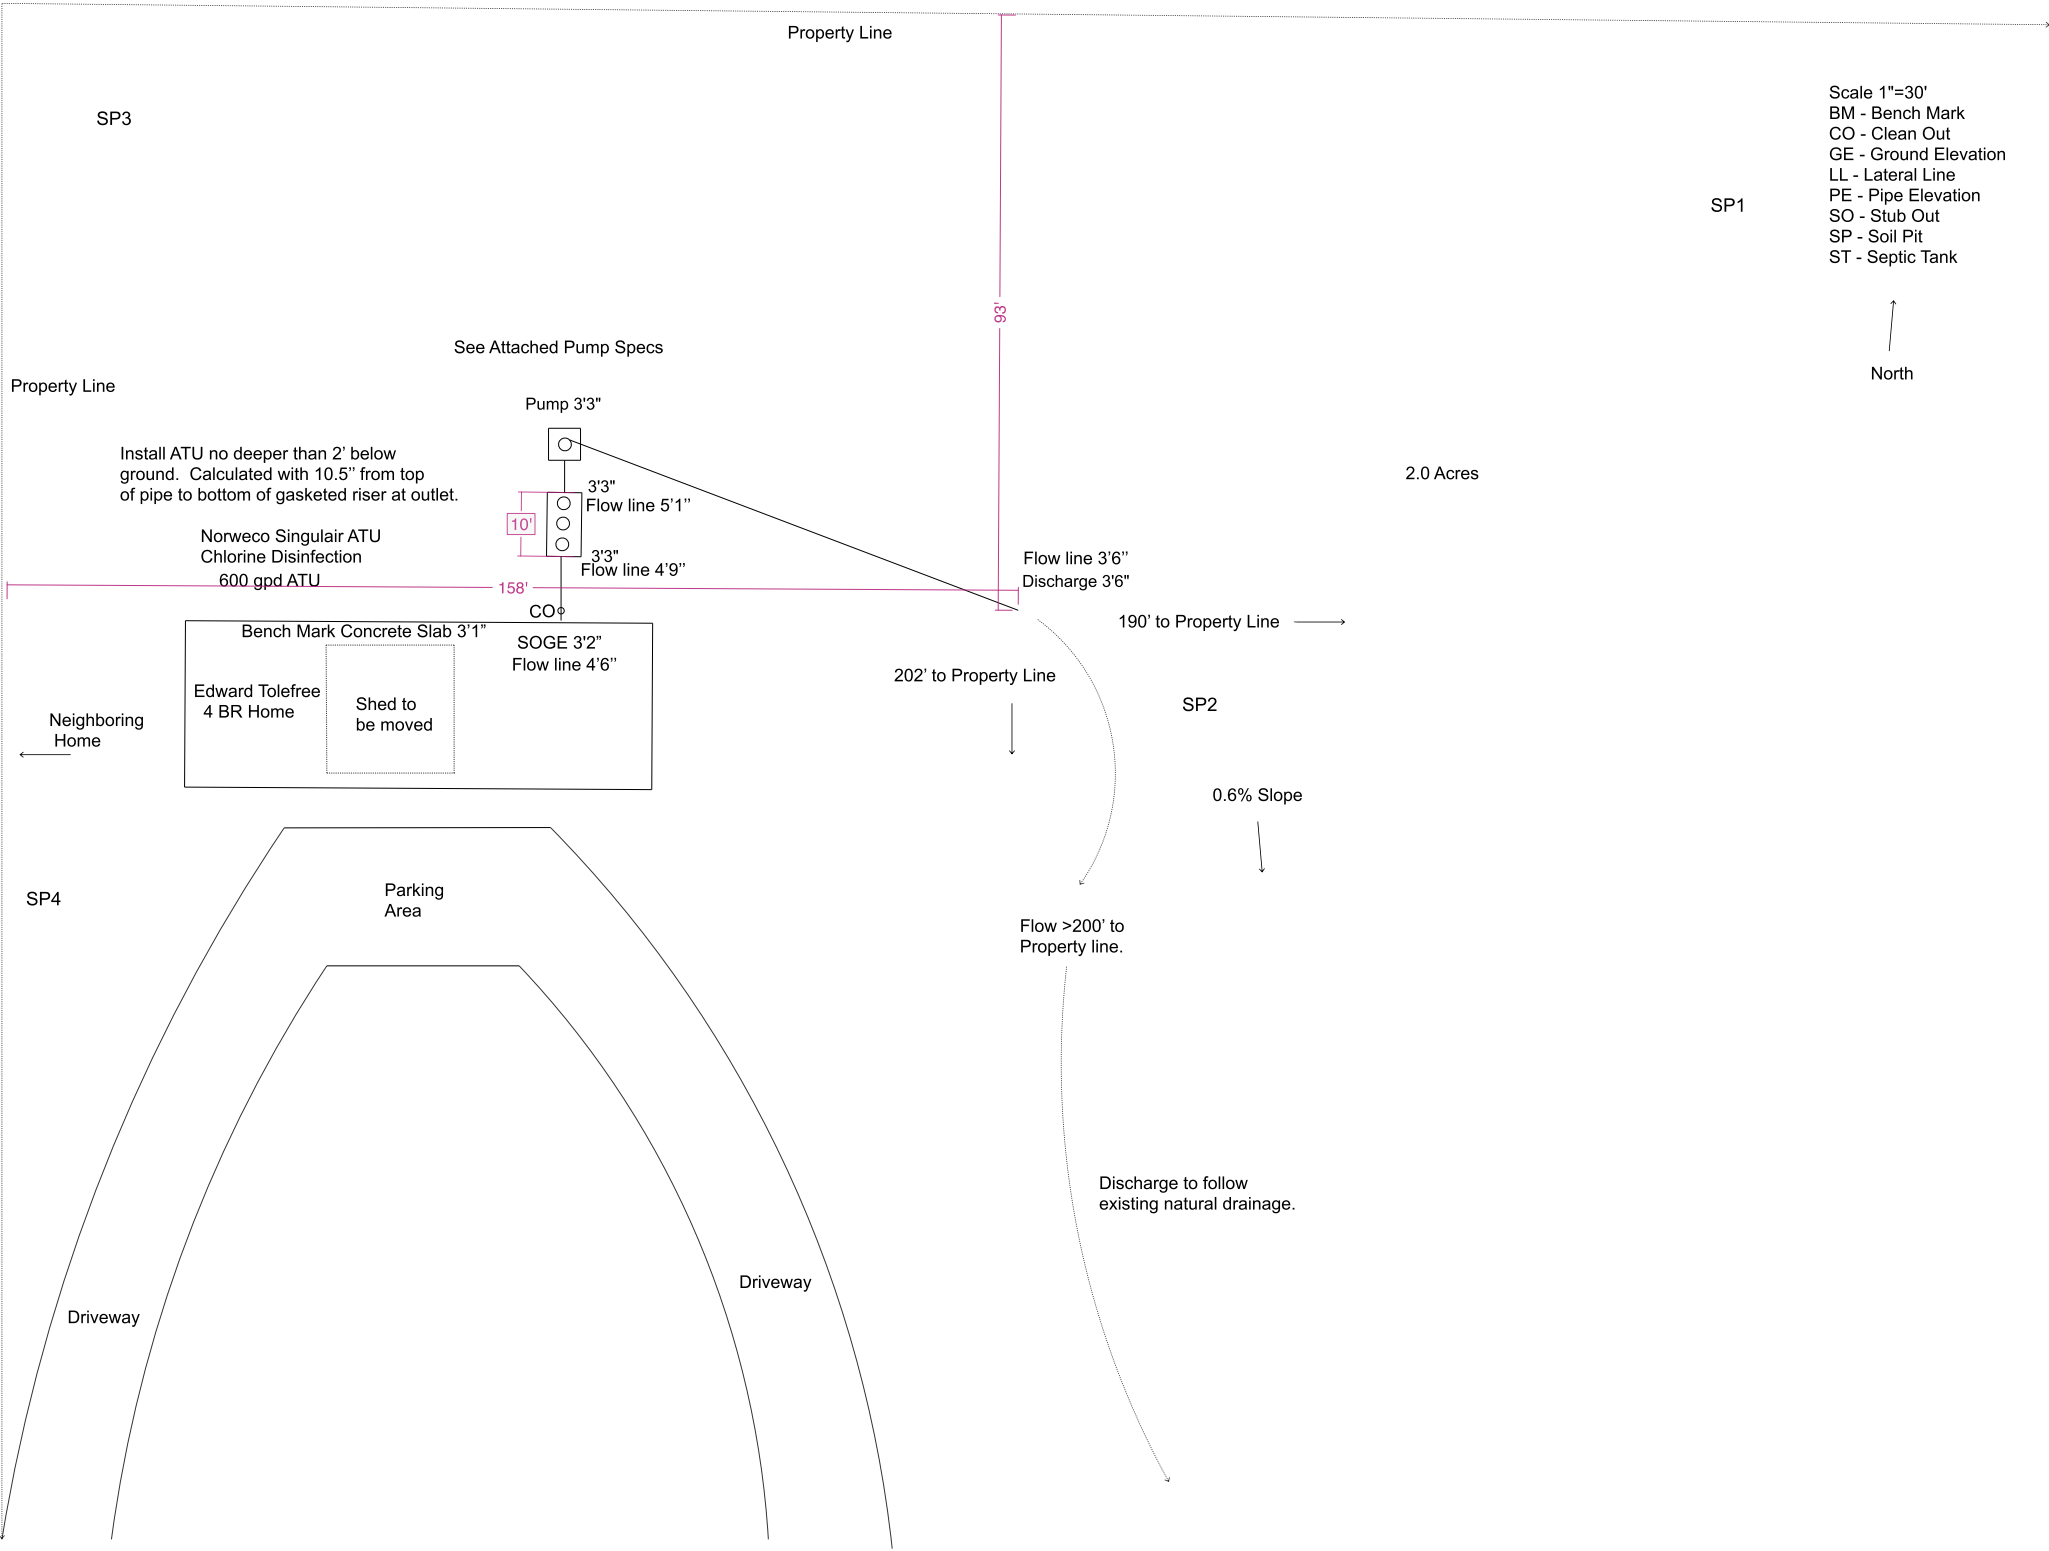 Property Line
SP3
Scale 1"=30'
BM - Bench Mark
CO - Clean Out
GE - Ground Elevation
LL - Lateral Line
PE - Pipe Elevation
SO - Stub Out
SP - Soil Pit
ST - Septic Tank
SP1
93'
North
See Attached Pump Specs
Property Line
Pump 3'3"
Install ATU no deeper than 2’ below
ground.  Calculated with 10.5’’ from top
of pipe to bottom of gasketed riser at outlet.
2.0 Acres
3'3"
Flow line 5’1’’
10'
Norweco Singulair ATU
Chlorine Disinfection
600 gpd ATU
3'3"
Flow line 4’9’’
158'
Flow line 3’6’’
Discharge 3'6"
CO
190’ to Property Line
Bench Mark Concrete Slab 3’1”
SOGE 3'2”
Flow line 4’6’’
202’ to Property Line
Edward Tolefree
4 BR Home
Shed to
be moved
SP2
Neighboring
Home
0.6% Slope
SP4
Parking
Area
Flow >200’ to
Property line.
Discharge to follow
existing natural drainage.
Driveway
Driveway